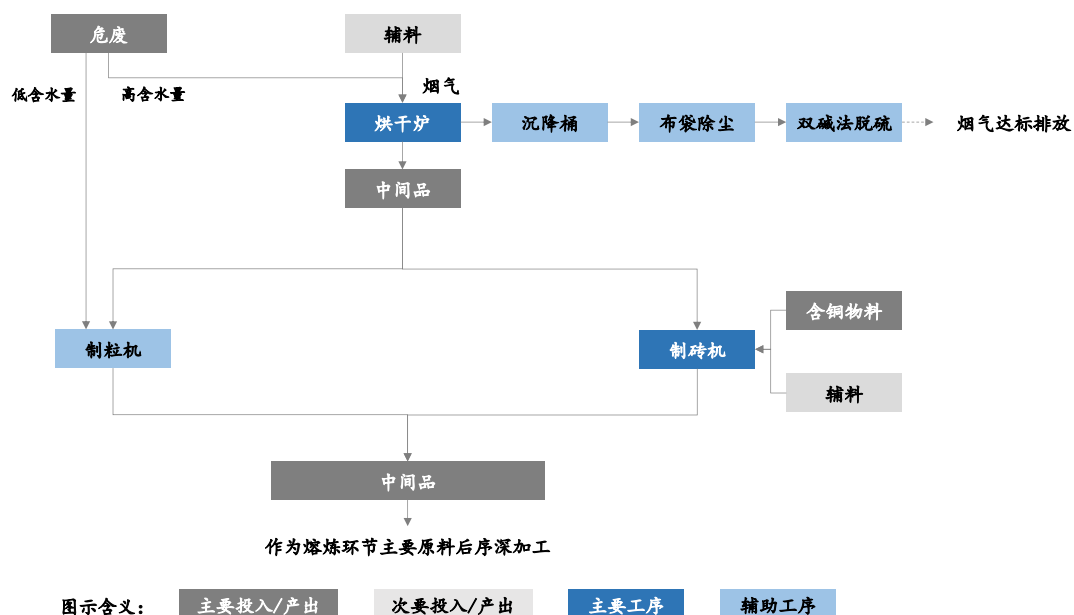 危废
辅料
低含水量
高含水量
烟气
烘干炉
沉降桶
布袋除尘
双碱法脱硫
烟气达标排放
中间品
含铜物料
制粒机
制砖机
辅料
中间品
作为熔炼环节主要原料后序深加工
图示含义：
主要投入/产出
次要投入/产出
主要工序
辅助工序